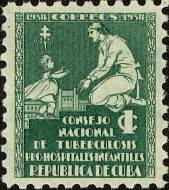 1938 CORREOS 1938
CONSEJO
NACIONAL
DE TUBERCULOSIS
PRO-HOSPITALES INFANTILES
REPUBLICA DE CUBA
1 C